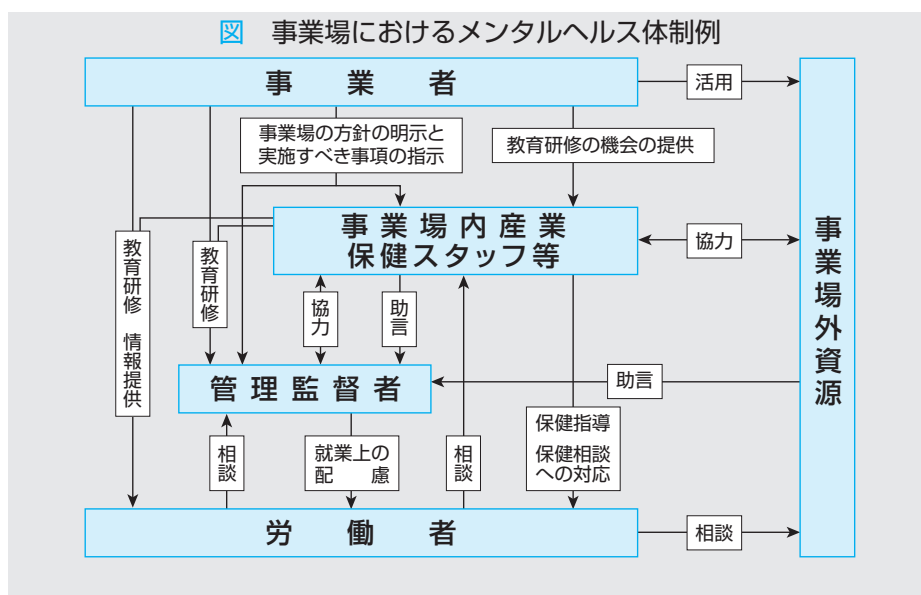 図 事業場におけるメンタルヘルス体制例
事業者
活用
事業場の方針の明示と
実施すべき事項の指示
教育研修の機会の提供
事業場内産業
保健スタッフ等
協力
事業場外資源
教育研修 情報提供
教育研修
協力
助言
管理監督者
助言
相談
就業上の
配慮
相談
保健指導
保健相談
への対応
労働者
相談